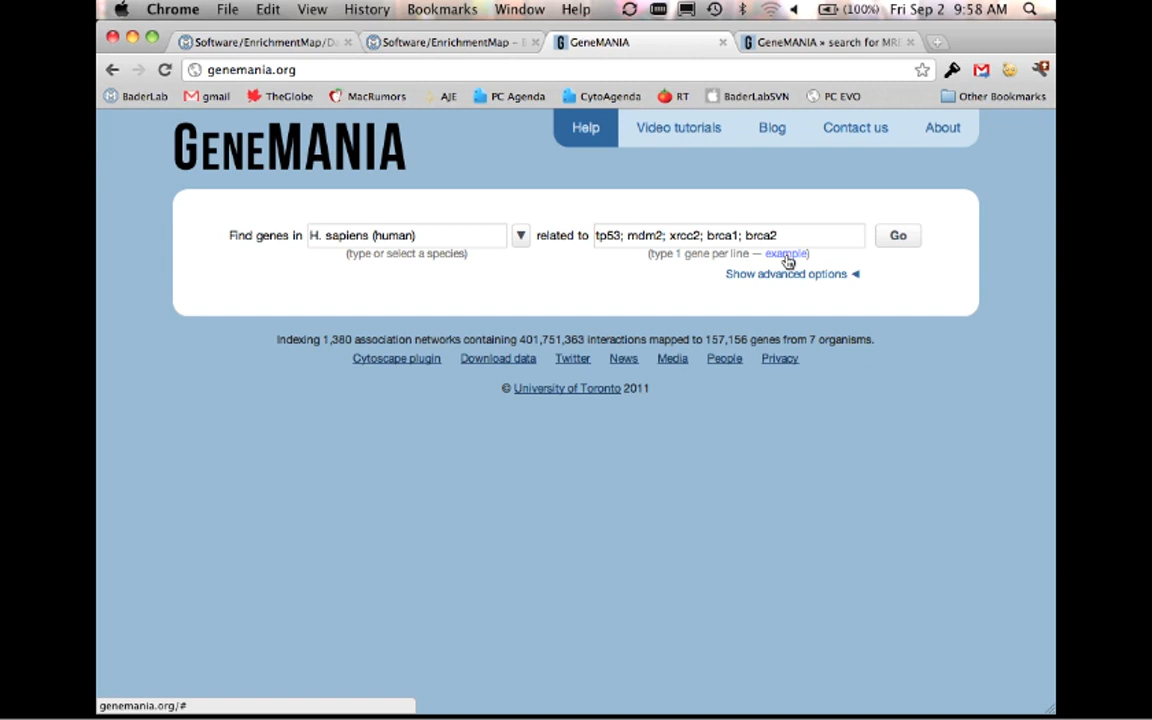 Chrome File Edit View History Bookmarks Window Help (100%) Fri Sep 2 9:58 AM
Software/EnrichmentMap/D Software/EnrichmentMap – E GeneMANIA GeneMANIA » search for MRE
genemania.org
BaderLab gmail TheGlobe MacRumors AJE PC Agenda CytoAgenda RT BaderLabSVN PC EVO Other Bookmarks
GENEMANIA
Help Video tutorials Blog Contact us About
Find genes in H. sapiens (human) related to tp53; mdm2; xrcc2; brca1; brca2 Go
(type or select a species) (type 1 gene per line — example)
Show advanced options
Indexing 1,380 association networks containing 401,751,363 interactions mapped to 157,156 genes from 7 organisms.
Cytoscape plugin Download data Twitter News Media People Privacy
© University of Toronto 2011
genemania.org/#